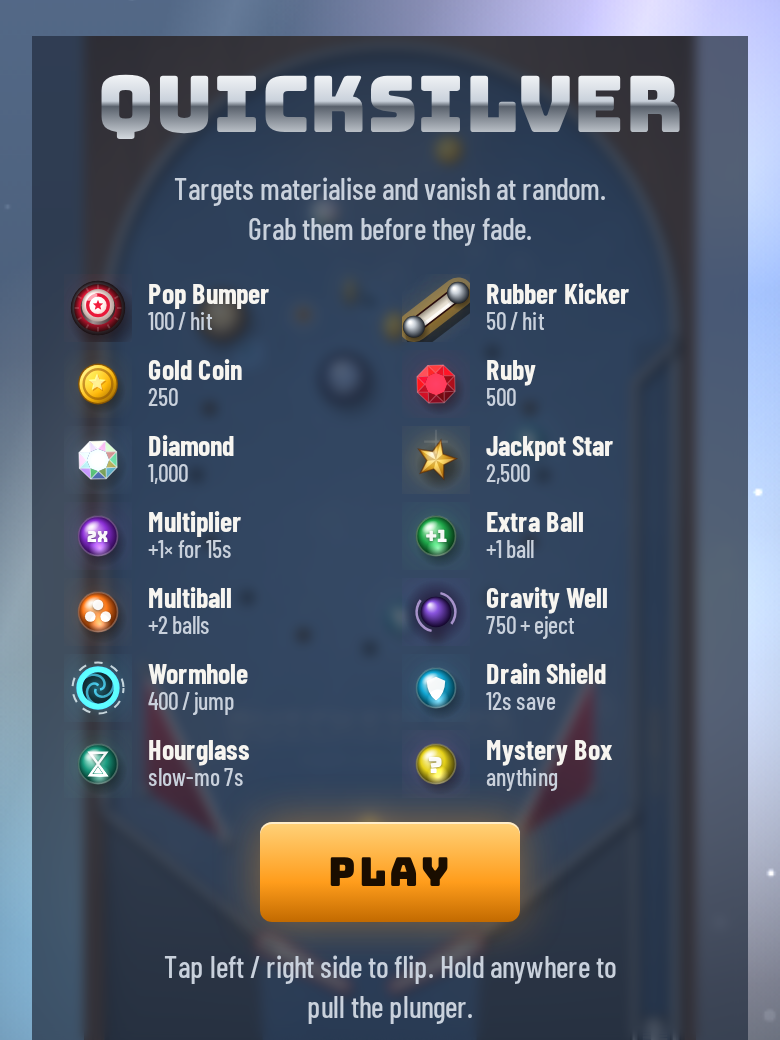 QUICKSILVER
Targets materialise and vanish at random.
Grab them before they fade.
Pop Bumper
100 / hit
Rubber Kicker
50 / hit
Gold Coin
250
Ruby
500
Diamond
1,000
Jackpot Star
2,500
2X
Multiplier
+1× for 15s
+1
Extra Ball
+1 ball
Multiball
+2 balls
Gravity Well
750 + eject
Wormhole
400 / jump
Drain Shield
12s save
Hourglass
slow-mo 7s
?
Mystery Box
anything
PLAY
Tap left / right side to flip. Hold anywhere to
pull the plunger.